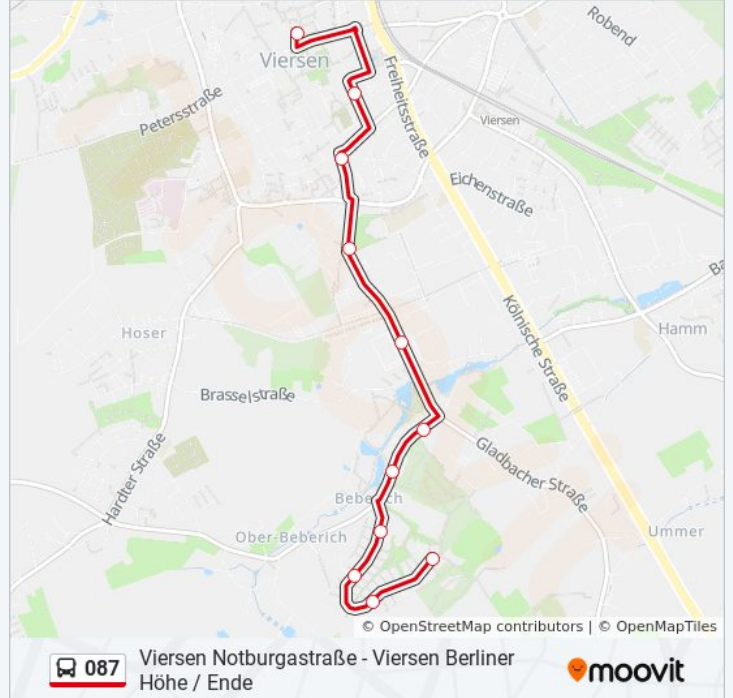 Robend
Viersen
Freiheitsstraße
Petersstraße
Viersen
Eichenstraße
Ba
Kölnische Straße
Hamm
Hoser
Brasselstraße
Hardter Straße
Gladbacher Straße
Beberich
Ober-Beberich
Ummer
© OpenStreetMap contributors | © OpenMapTiles
087
Viersen Notburgastraße - Viersen Berliner
Höhe / Ende
moovit